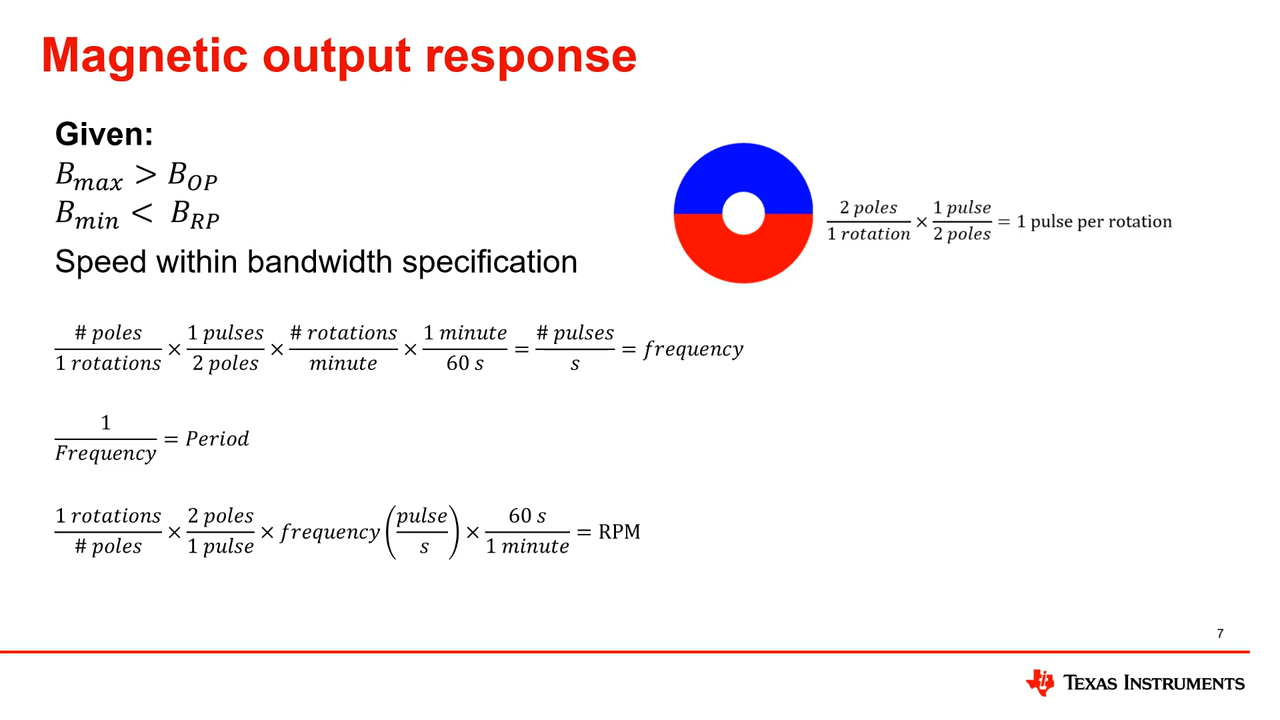 Magnetic output response
Given:
B_max > B_OP
B_min < B_RP
Speed within bandwidth specification
2 poles / 1 rotation × 1 pulse / 2 poles = 1 pulse per rotation
# poles / 1 rotations × 1 pulses / 2 poles × # rotations / minute × 1 minute / 60 s = # pulses / s = frequency
1 / Frequency = Period
1 rotations / # poles × 2 poles / 1 pulse × frequency (pulse / s) × 60 s / 1 minute = RPM
7
TEXAS INSTRUMENTS